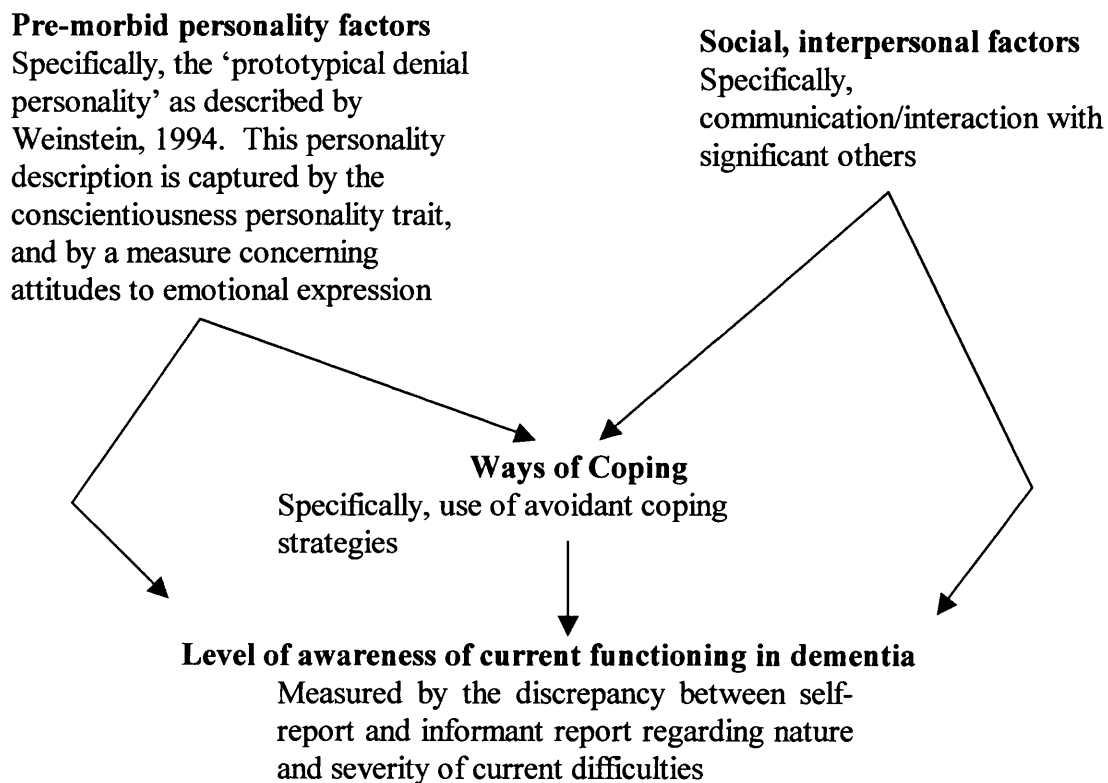 Pre-morbid personality factors
Specifically, the ‘prototypical denial
personality’ as described by
Weinstein, 1994.  This personality
description is captured by the
conscientiousness personality trait,
and by a measure concerning
attitudes to emotional expression
Social, interpersonal factors
Specifically,
communication/interaction with
significant others
Ways of Coping
Specifically, use of avoidant coping
strategies
Level of awareness of current functioning in dementia
Measured by the discrepancy between self-
report and informant report regarding nature
and severity of current difficulties